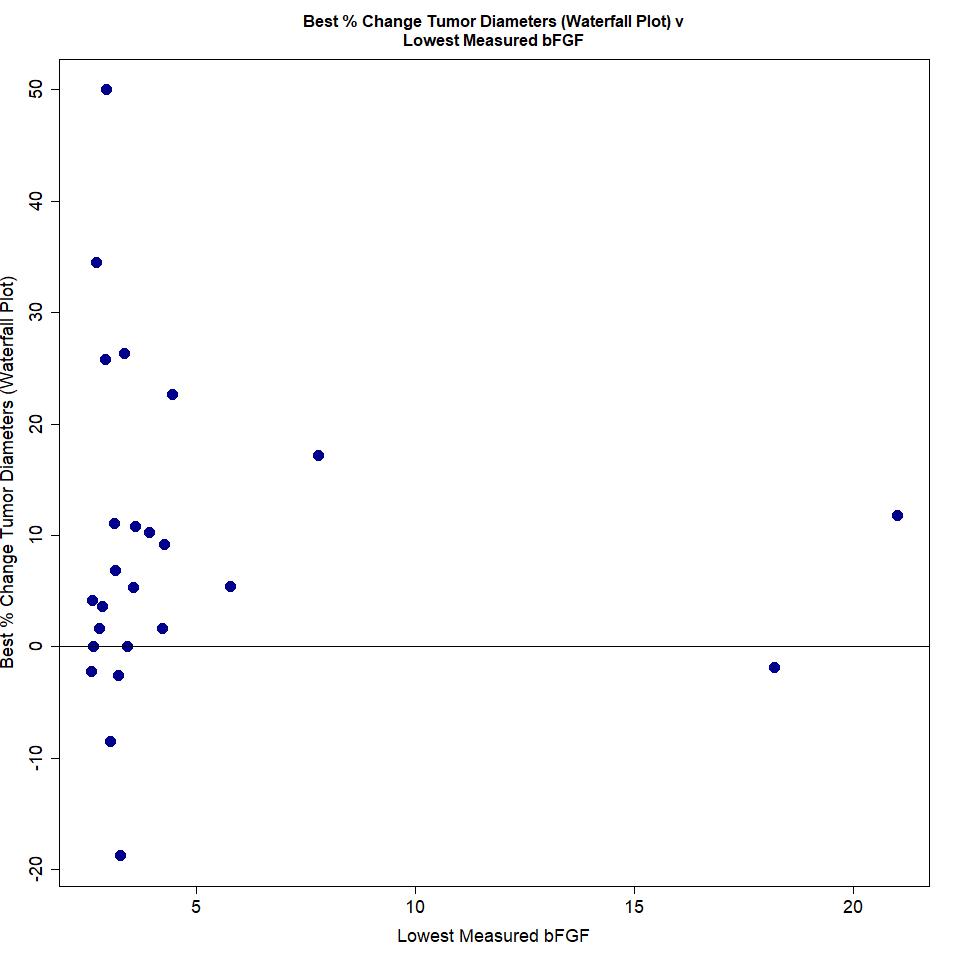 Best % Change Tumor Diameters (Waterfall Plot) v
Lowest Measured bFGF
Best % Change Tumor Diameters (Waterfall Plot)
50
40
30
20
10
0
-10
-20
5 10 15 20
Lowest Measured bFGF